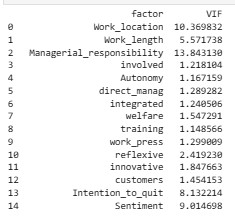 factor VIF
0 Work_location 10.369832
1 Work_length 5.571738
2 Managerial_responsibility 13.843130
3 involved 1.218104
4 Autonomy 1.167159
5 direct_manag 1.289282
6 integrated 1.240506
7 welfare 1.547291
8 training 1.148566
9 work_press 1.299009
10 reflexive 2.419230
11 innovative 1.847663
12 customers 1.454153
13 Intention_to_quit 8.132214
14 Sentiment 9.014698